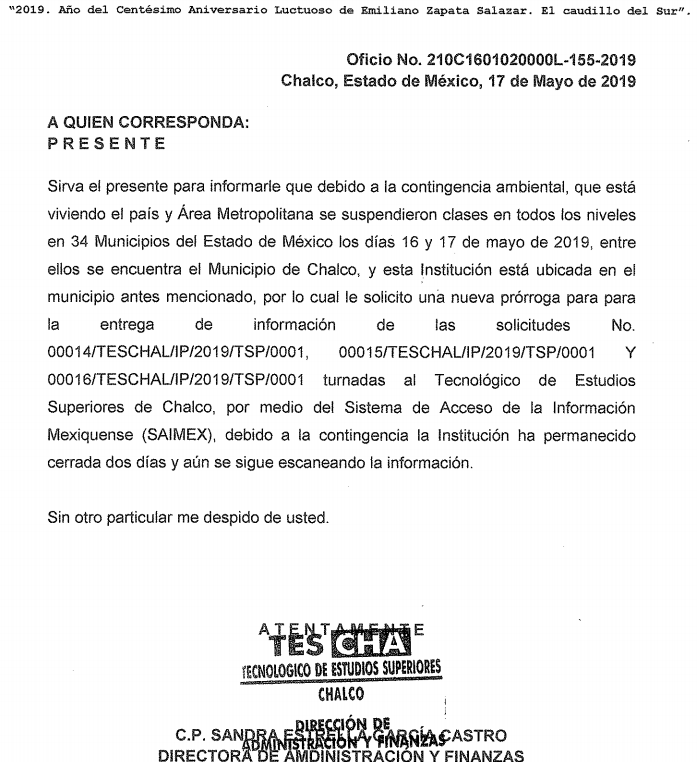 "2019. Año del Centésimo Aniversario Luctuoso de Emiliano Zapata Salazar. El caudillo del Sur".
Oficio No. 210C1601020000L-155-2019
Chalco, Estado de México, 17 de Mayo de 2019
A QUIEN CORRESPONDA:
P R E S E N T E
Sirva el presente para informarle que debido a la contingencia ambiental, que está
viviendo el país y Área Metropolitana se suspendieron clases en todos los niveles
en 34 Municipios del Estado de México los días 16 y 17 de mayo de 2019, entre
ellos se encuentra el Municipio de Chalco, y esta Institución está ubicada en el
municipio antes mencionado, por lo cual le solicito una nueva prórroga para para
la entrega de información de las solicitudes No.
00014/TESCHAL/IP/2019/TSP/0001, 00015/TESCHAL/IP/2019/TSP/0001 Y
00016/TESCHAL/IP/2019/TSP/0001 turnadas al Tecnológico de Estudios
Superiores de Chalco, por medio del Sistema de Acceso de la Información
Mexiquense (SAIMEX), debido a la contingencia la Institución ha permanecido
cerrada dos días y aún se sigue escaneando la información.
Sin otro particular me despido de usted.
A T E N T A M E N T E
TES CHA
TECNOLOGICO DE ESTUDIOS SUPERIORES
CHALCO
DIRECCIÓN DE
C.P. SANDRA ESTRELLA GARCÍA CASTRO
ADMINISTRACIÓN Y FINANZAS
DIRECTORA DE AMDINISTRACIÓN Y FINANZAS